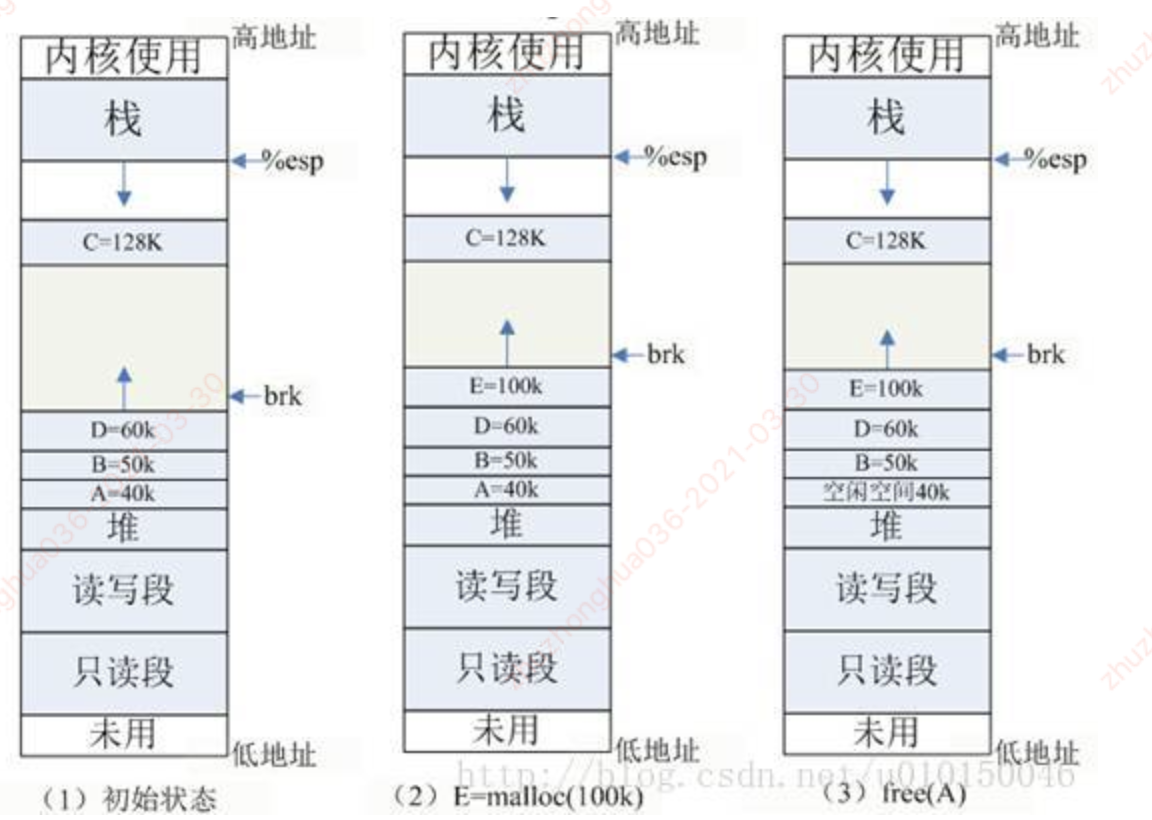 高地址
内核使用
栈
%esp
C=128K
brk
D=60k
B=50k
A=40k
堆
读写段
只读段
未用
低地址
(1) 初始状态
高地址
内核使用
栈
%esp
C=128K
brk
E=100k
D=60k
B=50k
A=40k
堆
读写段
只读段
未用
低地址
(2) E=malloc(100k)
高地址
内核使用
栈
%esp
C=128K
brk
E=100k
D=60k
B=50k
空闲空间40k
堆
读写段
只读段
未用
低地址
(3) free(A)
http://blog.csdn.net/u010150046
zhuzhonghua036-2021-03-30